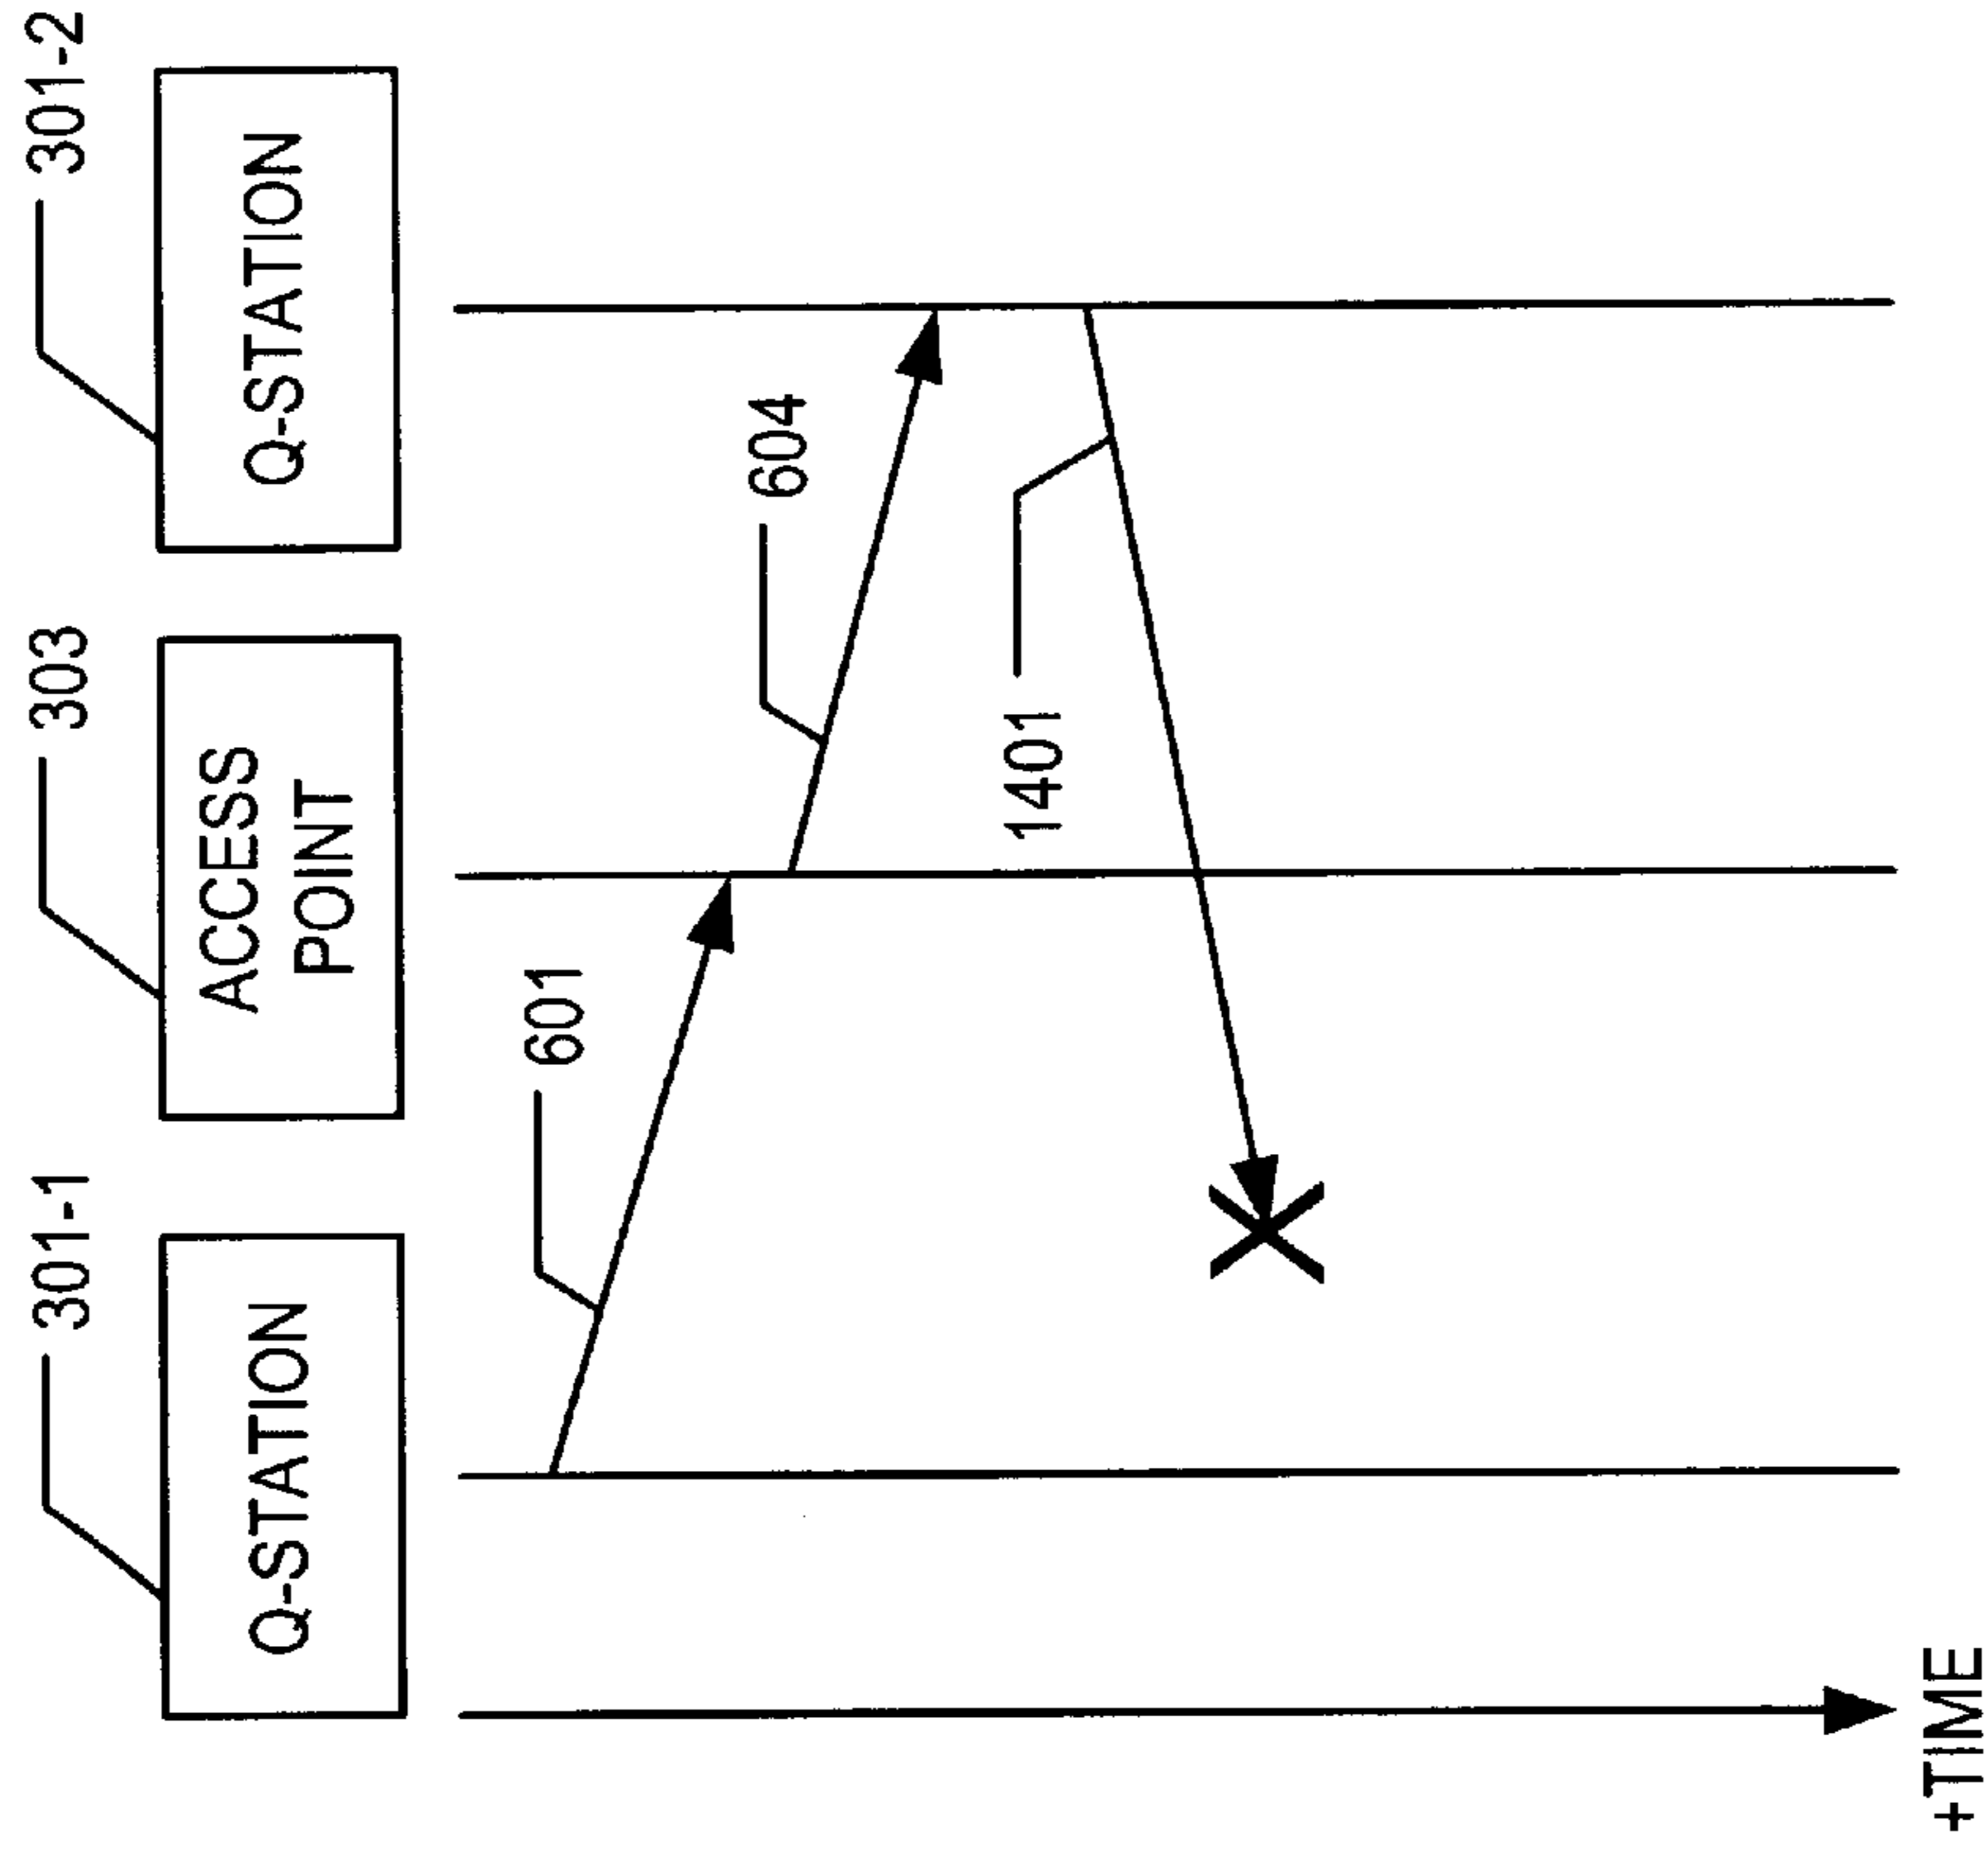 301-1
303
301-2
Q-STATION
ACCESS
POINT
Q-STATION
601
604
1401
+TIME